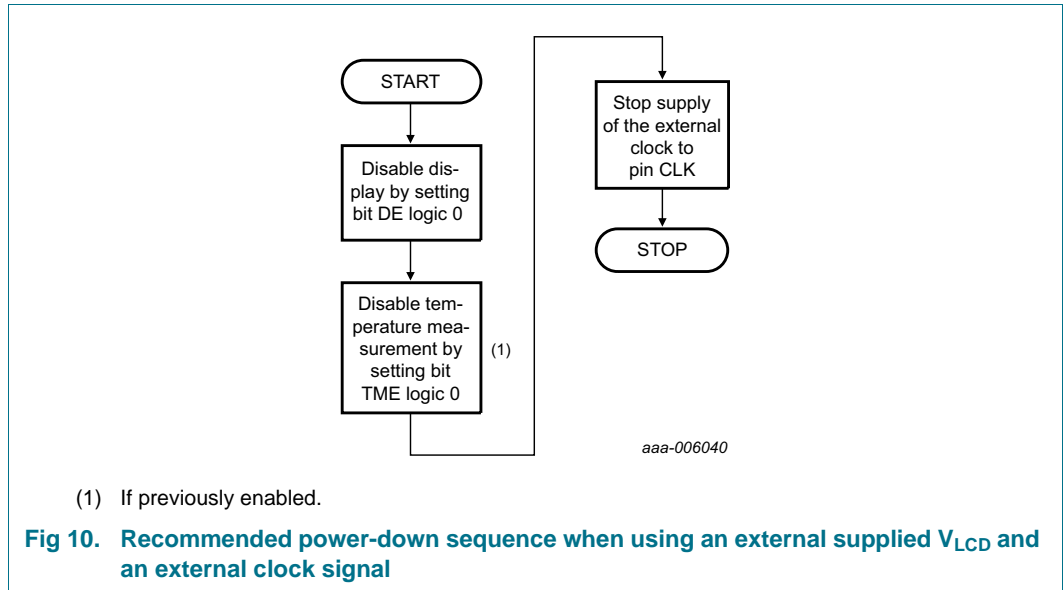 START
Disable dis-
play by setting
bit DE logic 0
Disable tem-
perature mea-
surement by
setting bit
TME logic 0
(1)
Stop supply
of the external
clock to
pin CLK
STOP
aaa-006040
(1) If previously enabled.
Fig 10. Recommended power-down sequence when using an external supplied VLCD and
an external clock signal